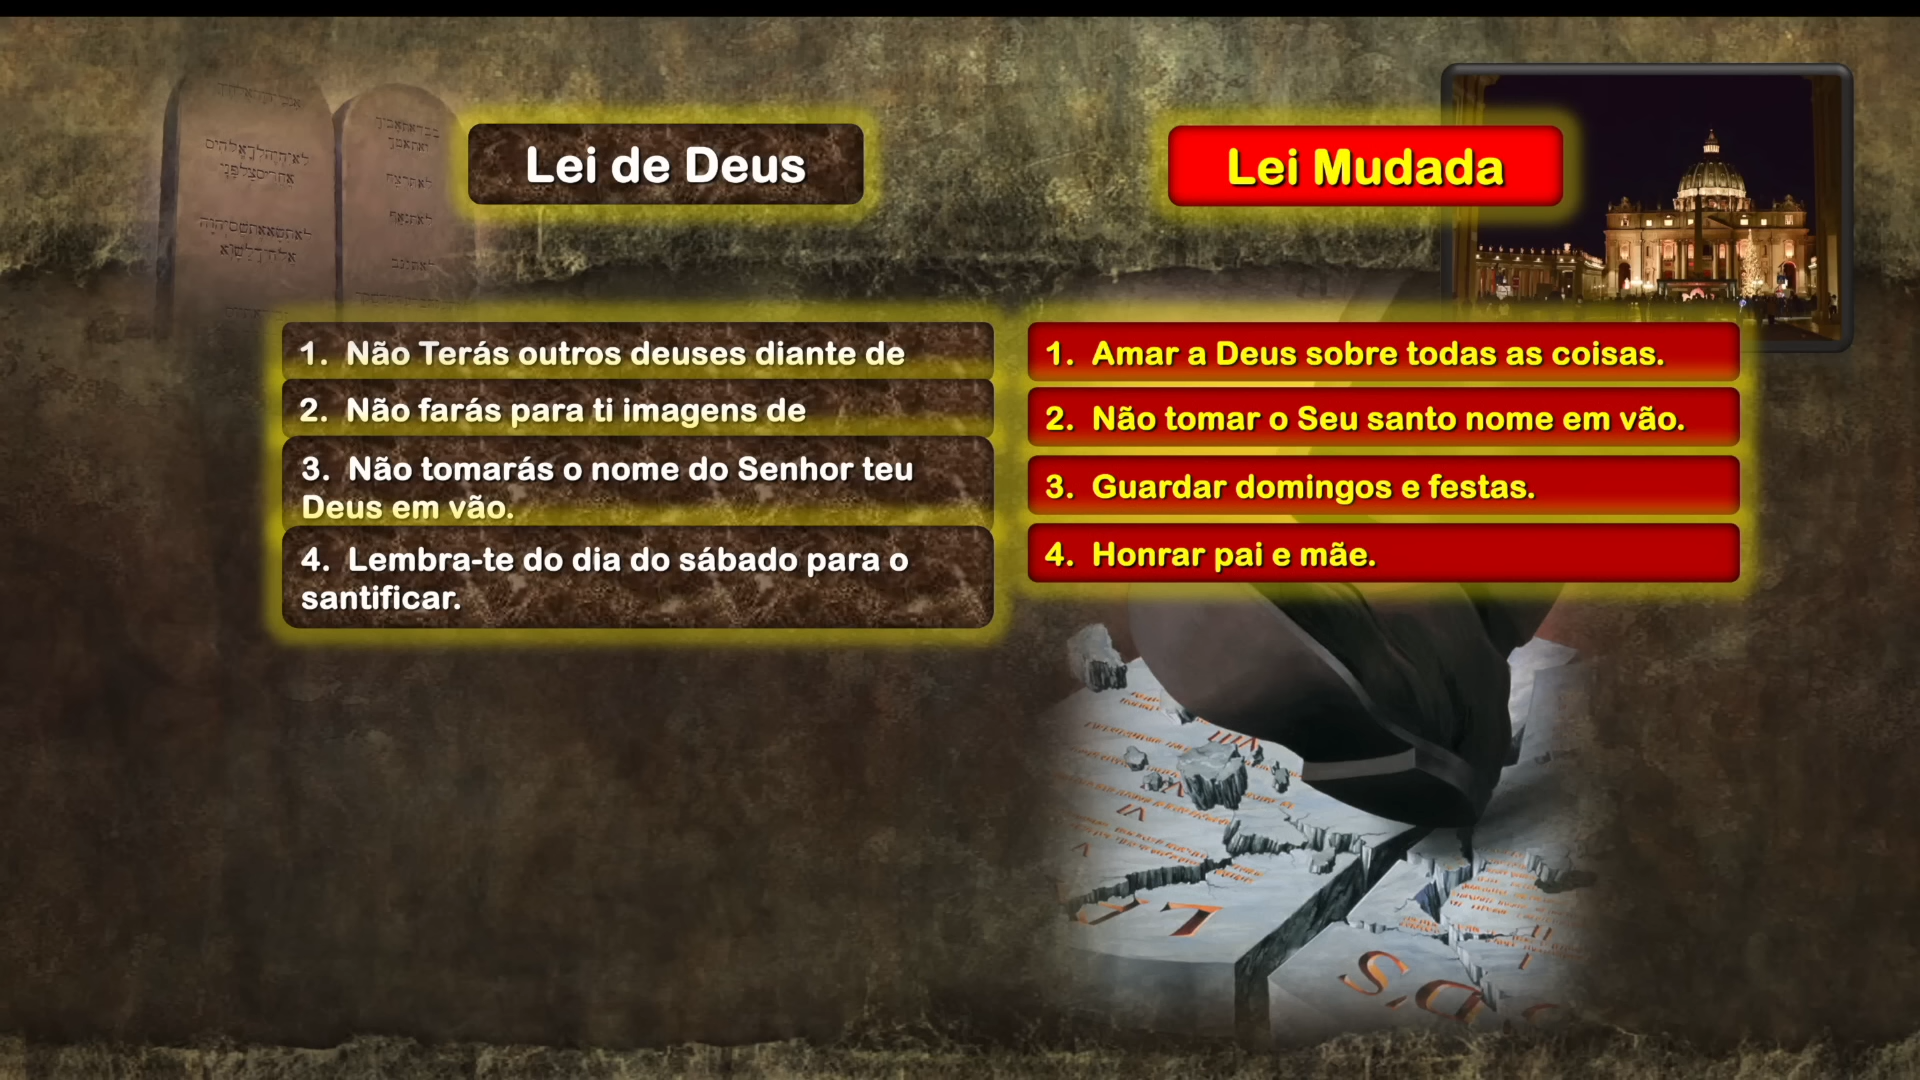 Lei de Deus
Lei Mudada
1. Não Terás outros deuses diante de
2. Não farás para ti imagens de
3. Não tomarás o nome do Senhor teu
Deus em vão.
4. Lembra-te do dia do sábado para o
santificar.
1. Amar a Deus sobre todas as coisas.
2. Não tomar o Seu santo nome em vão.
3. Guardar domingos e festas.
4. Honrar pai e mãe.